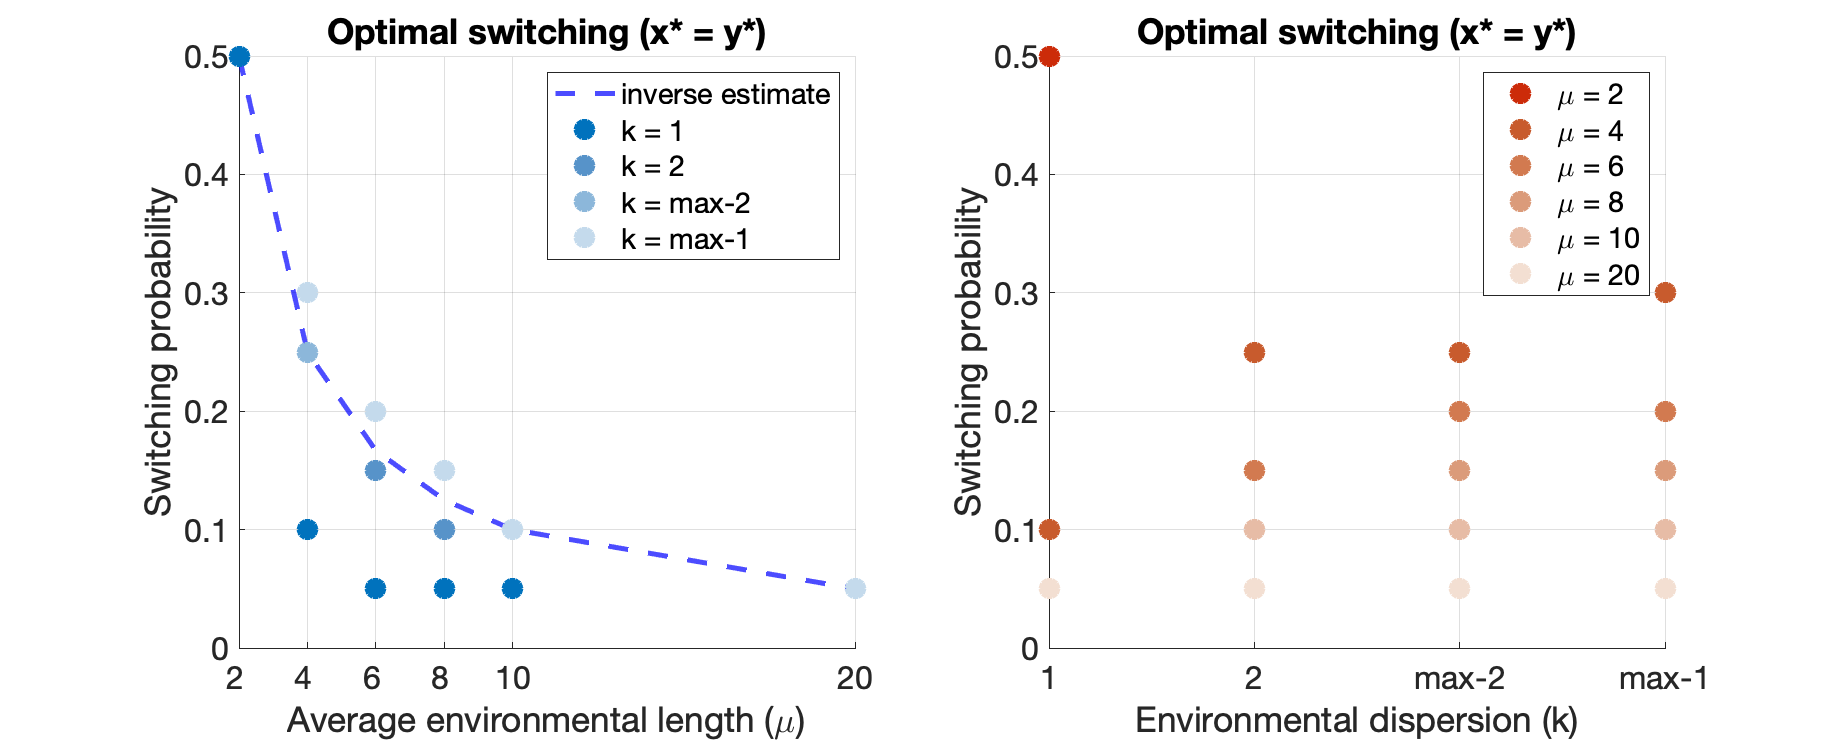 Optimal switching (x* = y*)
Switching probability
0.5
0.4
0.3
0.2
0.1
0
2 4 6 8 10 20
Average environmental length (μ)
inverse estimate
k = 1
k = 2
k = max-2
k = max-1
Optimal switching (x* = y*)
Switching probability
0.5
0.4
0.3
0.2
0.1
0
1 2 max-2 max-1
Environmental dispersion (k)
μ = 2
μ = 4
μ = 6
μ = 8
μ = 10
μ = 20